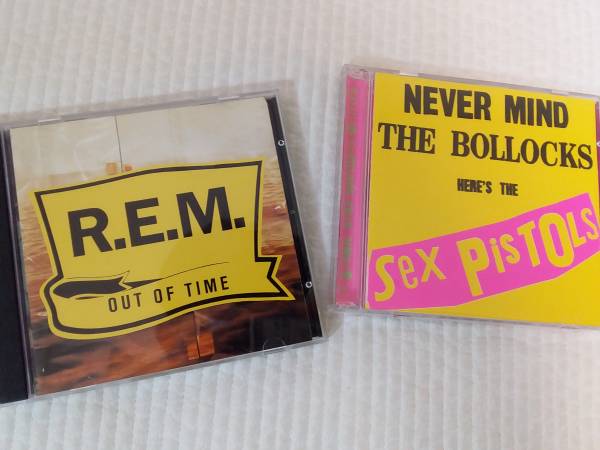 R.E.M.
OUT OF TIME
NEVER MIND
THE BOLLOCKS
HERE'S THE
Sex PiSTOLS